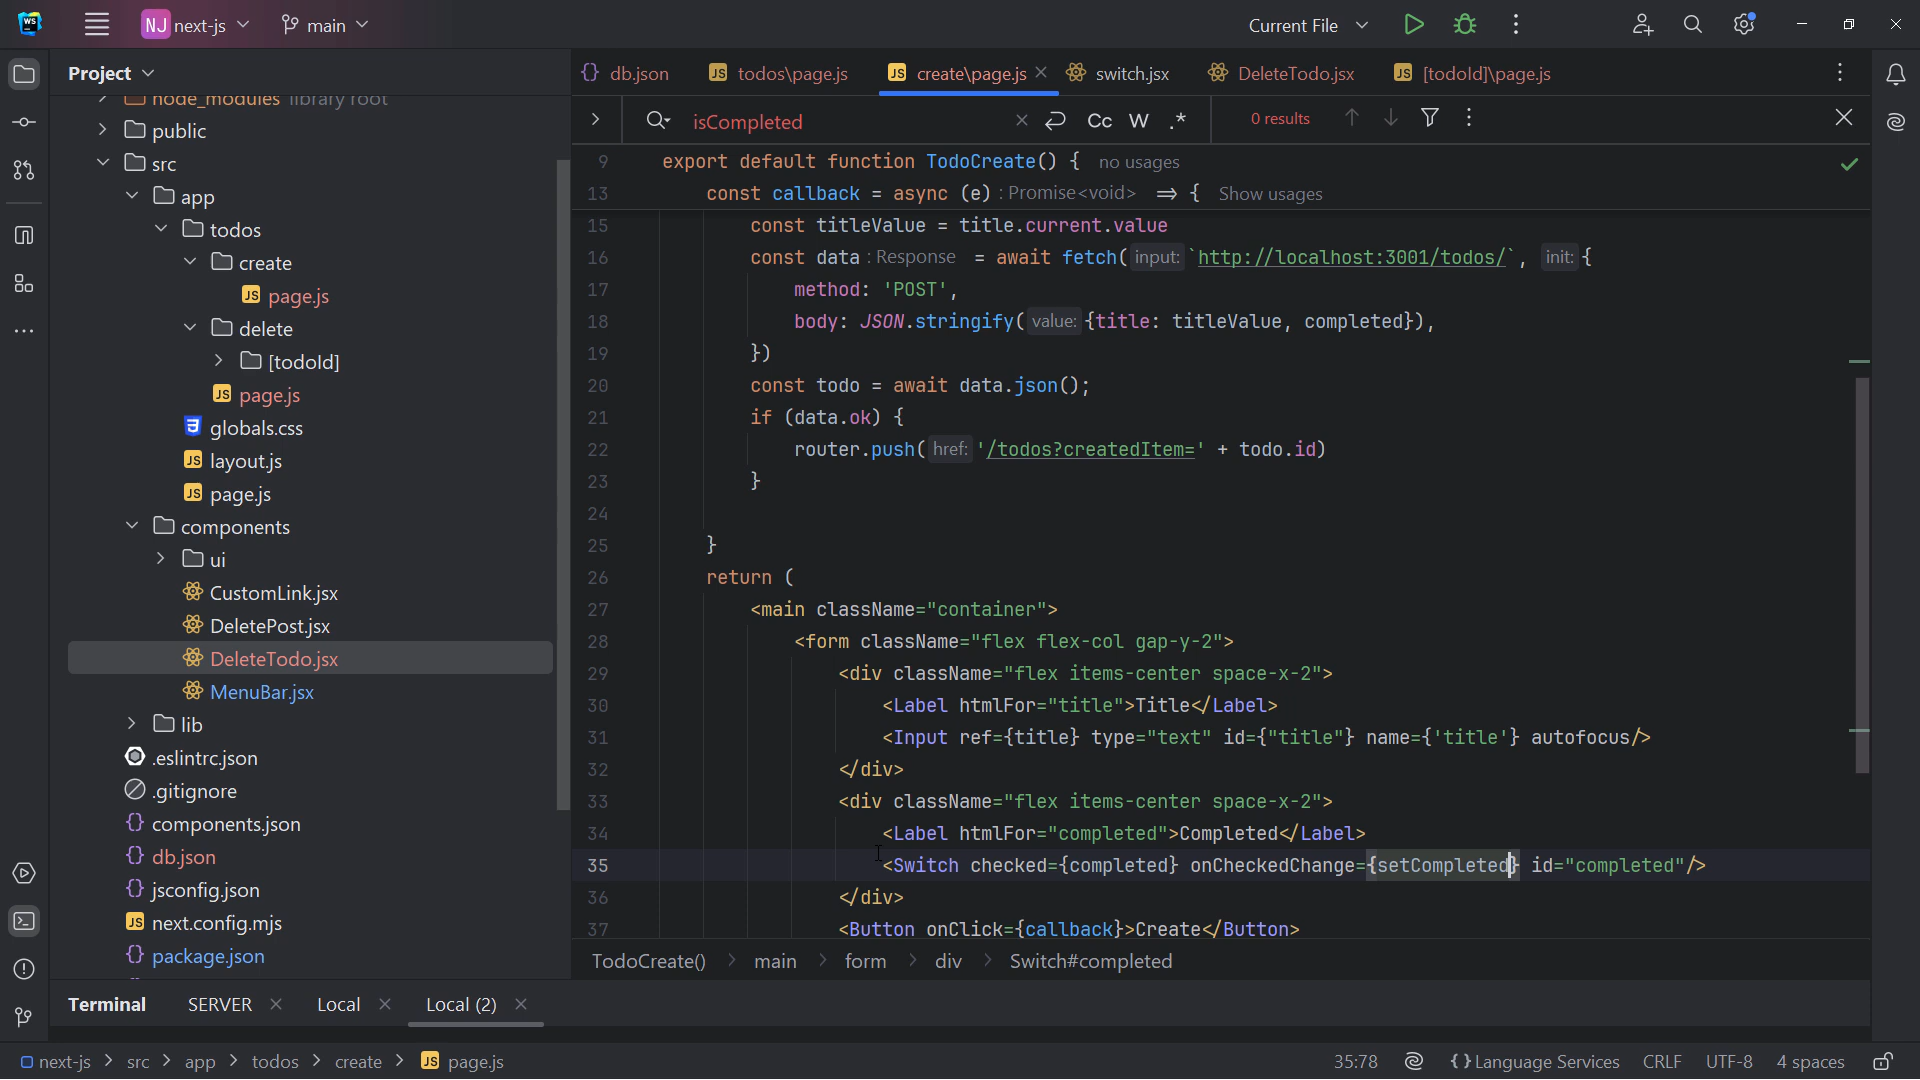 WS
NJ next-js
main
Current File
Project
node_modules library root
public
src
app
todos
create
page.js
delete
[todoId]
page.js
globals.css
layout.js
page.js
components
ui
CustomLink.jsx
DeletePost.jsx
DeleteTodo.jsx
MenuBar.jsx
lib
.eslintrc.json
.gitignore
components.json
db.json
jsconfig.json
next.config.mjs
package.json
db.json
todos\page.js
create\page.js
switch.jsx
DeleteTodo.jsx
[todoId]\page.js
isCompleted
Cc W .*
0 results
9 export default function TodoCreate() { no usages
13 const callback = async (e) : Promise<void> => { Show usages
15 const titleValue = title.current.value
16 const data : Response = await fetch( input: `http://localhost:3001/todos/`, init: {
17 method: 'POST',
18 body: JSON.stringify( value: {title: titleValue, completed}),
19 })
20 const todo = await data.json();
21 if (data.ok) {
22 router.push( href: '/todos?createdItem=' + todo.id)
23 }
24
25 }
26 return (
27 <main className="container">
28 <form className="flex flex-col gap-y-2">
29 <div className="flex items-center space-x-2">
30 <Label htmlFor="title">Title</Label>
31 <Input ref={title} type="text" id={"title"} name={'title'} autofocus/>
32 </div>
33 <div className="flex items-center space-x-2">
34 <Label htmlFor="completed">Completed</Label>
35 <Switch checked={completed} onCheckedChange={setCompleted} id="completed"/>
36 </div>
37 <Button onClick={callback}>Create</Button>
TodoCreate() > main > form > div > Switch#completed
Terminal
SERVER
Local
Local (2)
next-js > src > app > todos > create > page.js
35:78
{} Language Services
CRLF
UTF-8
4 spaces